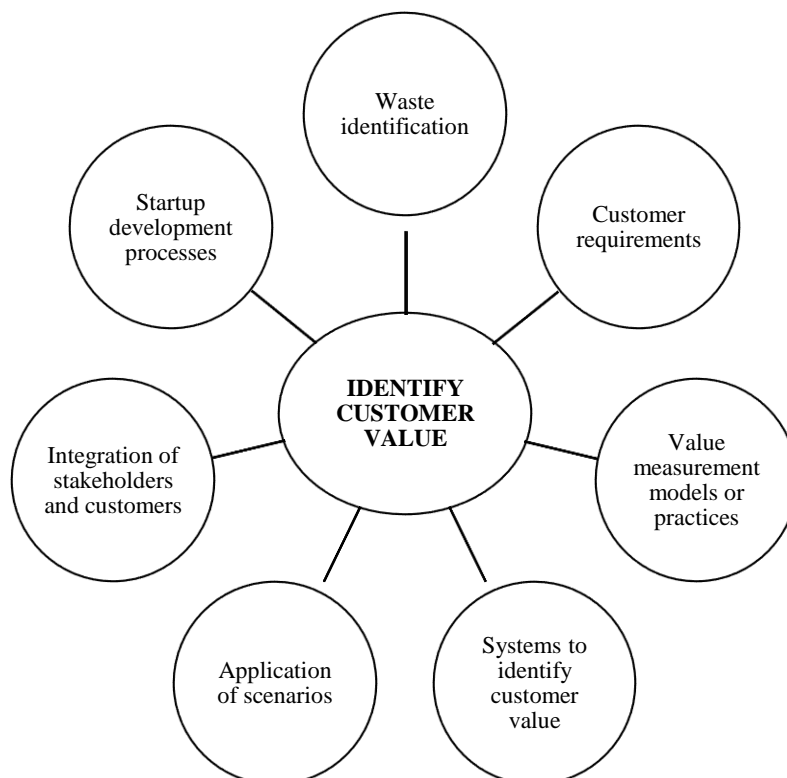 Waste
identification
Customer
requirements
Value
measurement
models or
practices
Systems to
identify
customer
value
Application
of scenarios
Integration of
stakeholders
and customers
Startup
development
processes
IDENTIFY
CUSTOMER
VALUE